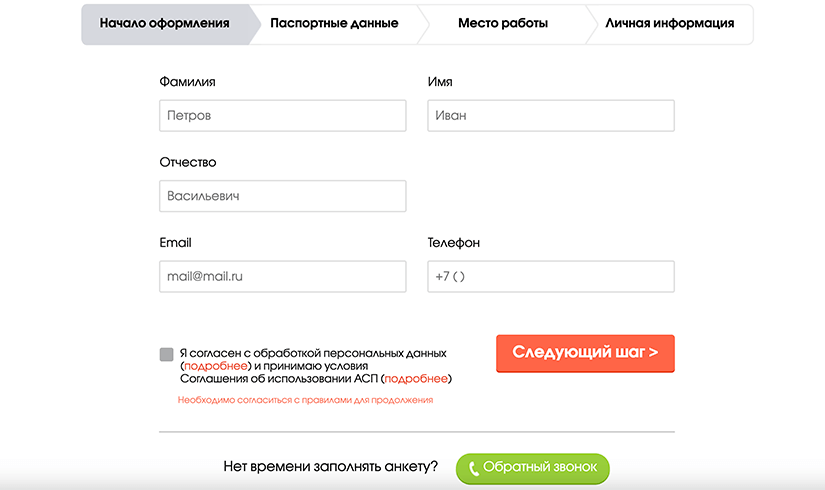 Начало оформления
Паспортные данные
Место работы
Личная информация
Фамилия
Имя
Петров
Иван
Отчество
Васильевич
Email
Телефон
mail@mail.ru
+7 ( )
Я согласен с обработкой персональных данных
(подробнее) и принимаю условия
Соглашения об использовании АСП (подробнее)
Необходимо согласиться с правилами для продолжения
Следующий шаг >
Нет времени заполнять анкету?
Обратный звонок